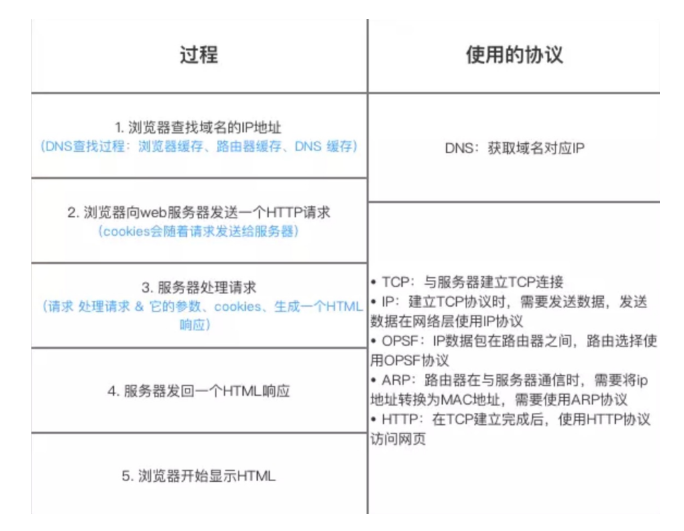 过程
使用的协议
1. 浏览器查找域名的IP地址
（DNS查找过程：浏览器缓存、路由器缓存、DNS 缓存）
DNS：获取域名对应IP
2. 浏览器向web服务器发送一个HTTP请求
（cookies会随着请求发送给服务器）
3. 服务器处理请求
（请求 处理请求 & 它的参数、cookies、生成一个HTML
响应）
4. 服务器发回一个HTML响应
5. 浏览器开始显示HTML
• TCP：与服务器建立TCP连接
• IP：建立TCP协议时，需要发送数据，发送
数据在网络层使用IP协议
• OPSF：IP数据包在路由器之间，路由选择使
用OPSF协议
• ARP：路由器在与服务器通信时，需要将ip
地址转换为MAC地址，需要使用ARP协议
• HTTP：在TCP建立完成后，使用HTTP协议
访问网页